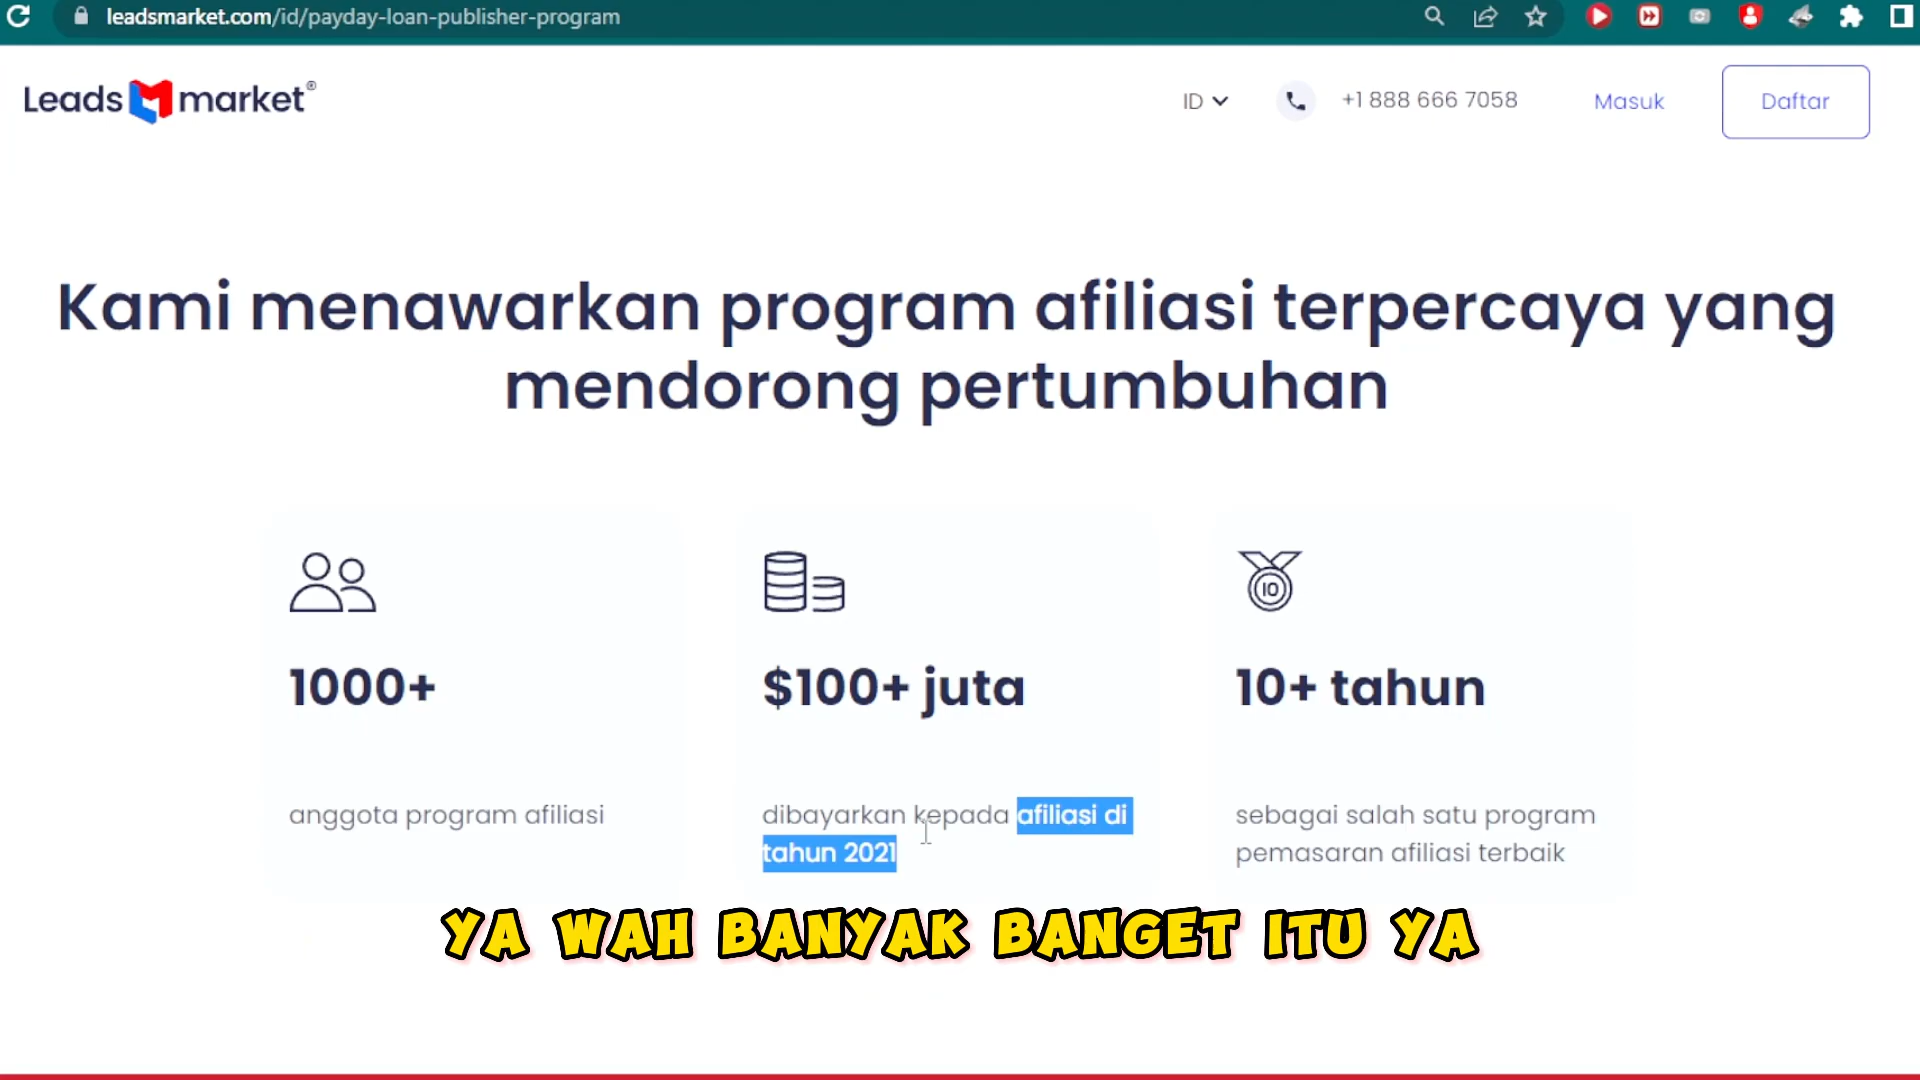 leadsmarket.com/id/payday-loan-publisher-program
Leads market®
ID
+1 888 666 7058
Masuk
Daftar
Kami menawarkan program afiliasi terpercaya yang
mendorong pertumbuhan
10
1000+
$100+ juta
10+ tahun
anggota program afiliasi
dibayarkan kepada afiliasi di
tahun 2021
sebagai salah satu program
pemasaran afiliasi terbaik
YA WAH BANYAK BANGET ITU YA